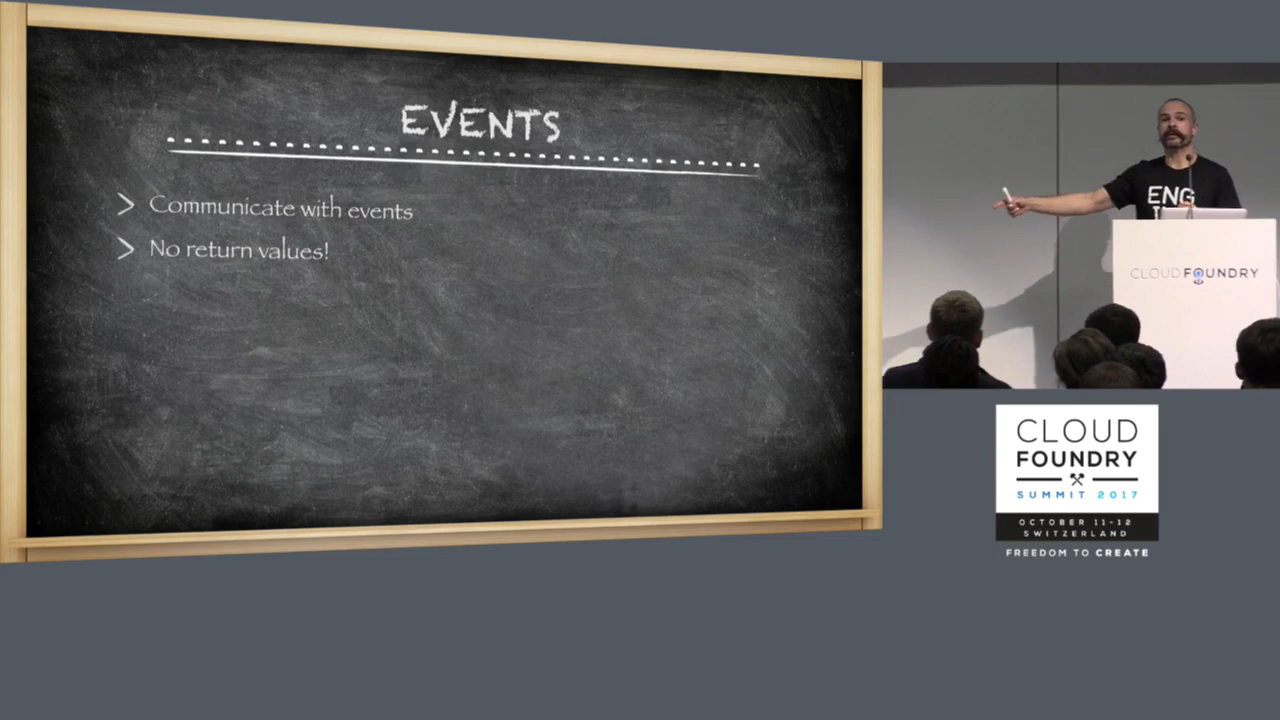 EVENTS
> Communicate with events
> No return values!
ENG
CLOUD FOUNDRY
CLOUD
FOUNDRY
SUMMIT 2017
OCTOBER 11-12
SWITZERLAND
FREEDOM TO CREATE